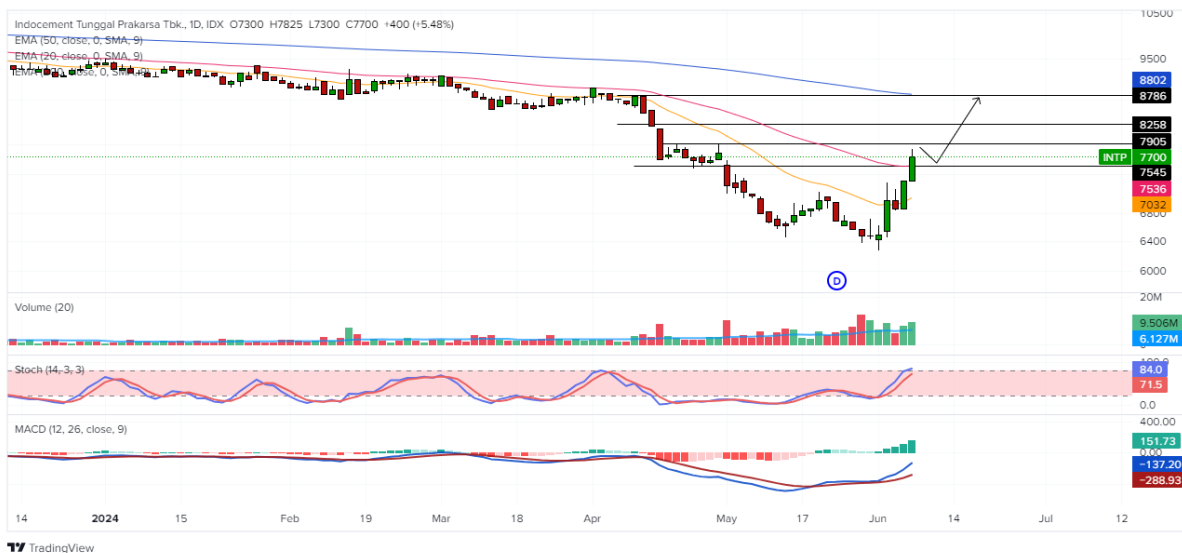 Indocement Tunggal Prakarsa Tbk., 1D, IDX O7300 H7825 L7300 C7700 +400 (+5.48%)
EMA (50, close, 0, SMA, 9)
EMA (20, close, 0, SMA, 9)
10500
9500
8802
8786
8258
7905
INTP 7700
7545
7536
7032
6800
6400
6000
D
Volume (20)
20M
9.506M
6.127M
0
Stoch (14, 3, 3)
84.0
71.5
0.0
MACD (12, 26, close, 9)
400.00
151.73
0.00
−137.20
−288.93
14 2024 15 Feb 19 Mar 18 Apr May 17 Jun 14 Jul 12
TradingView